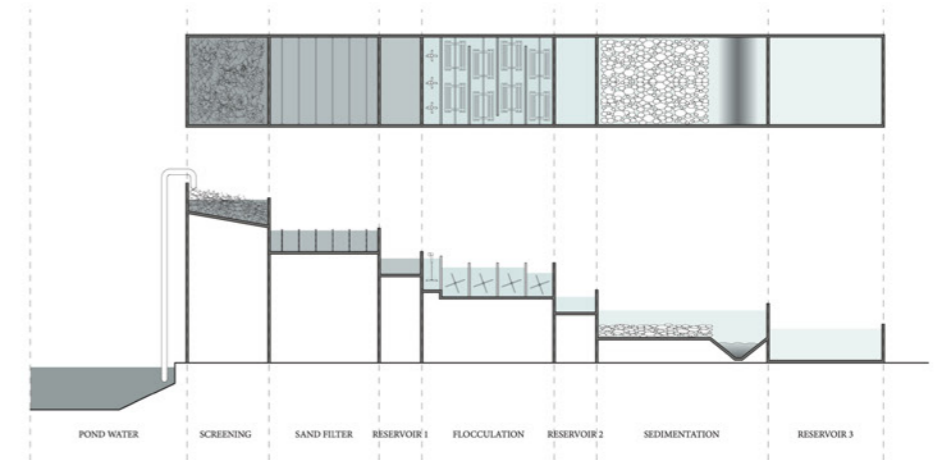 POND WATER
SCREENING
SAND FILTER
RESERVOIR 1
FLOCCULATION
RESERVOIR 2
SEDIMENTATION
RESERVOIR 3